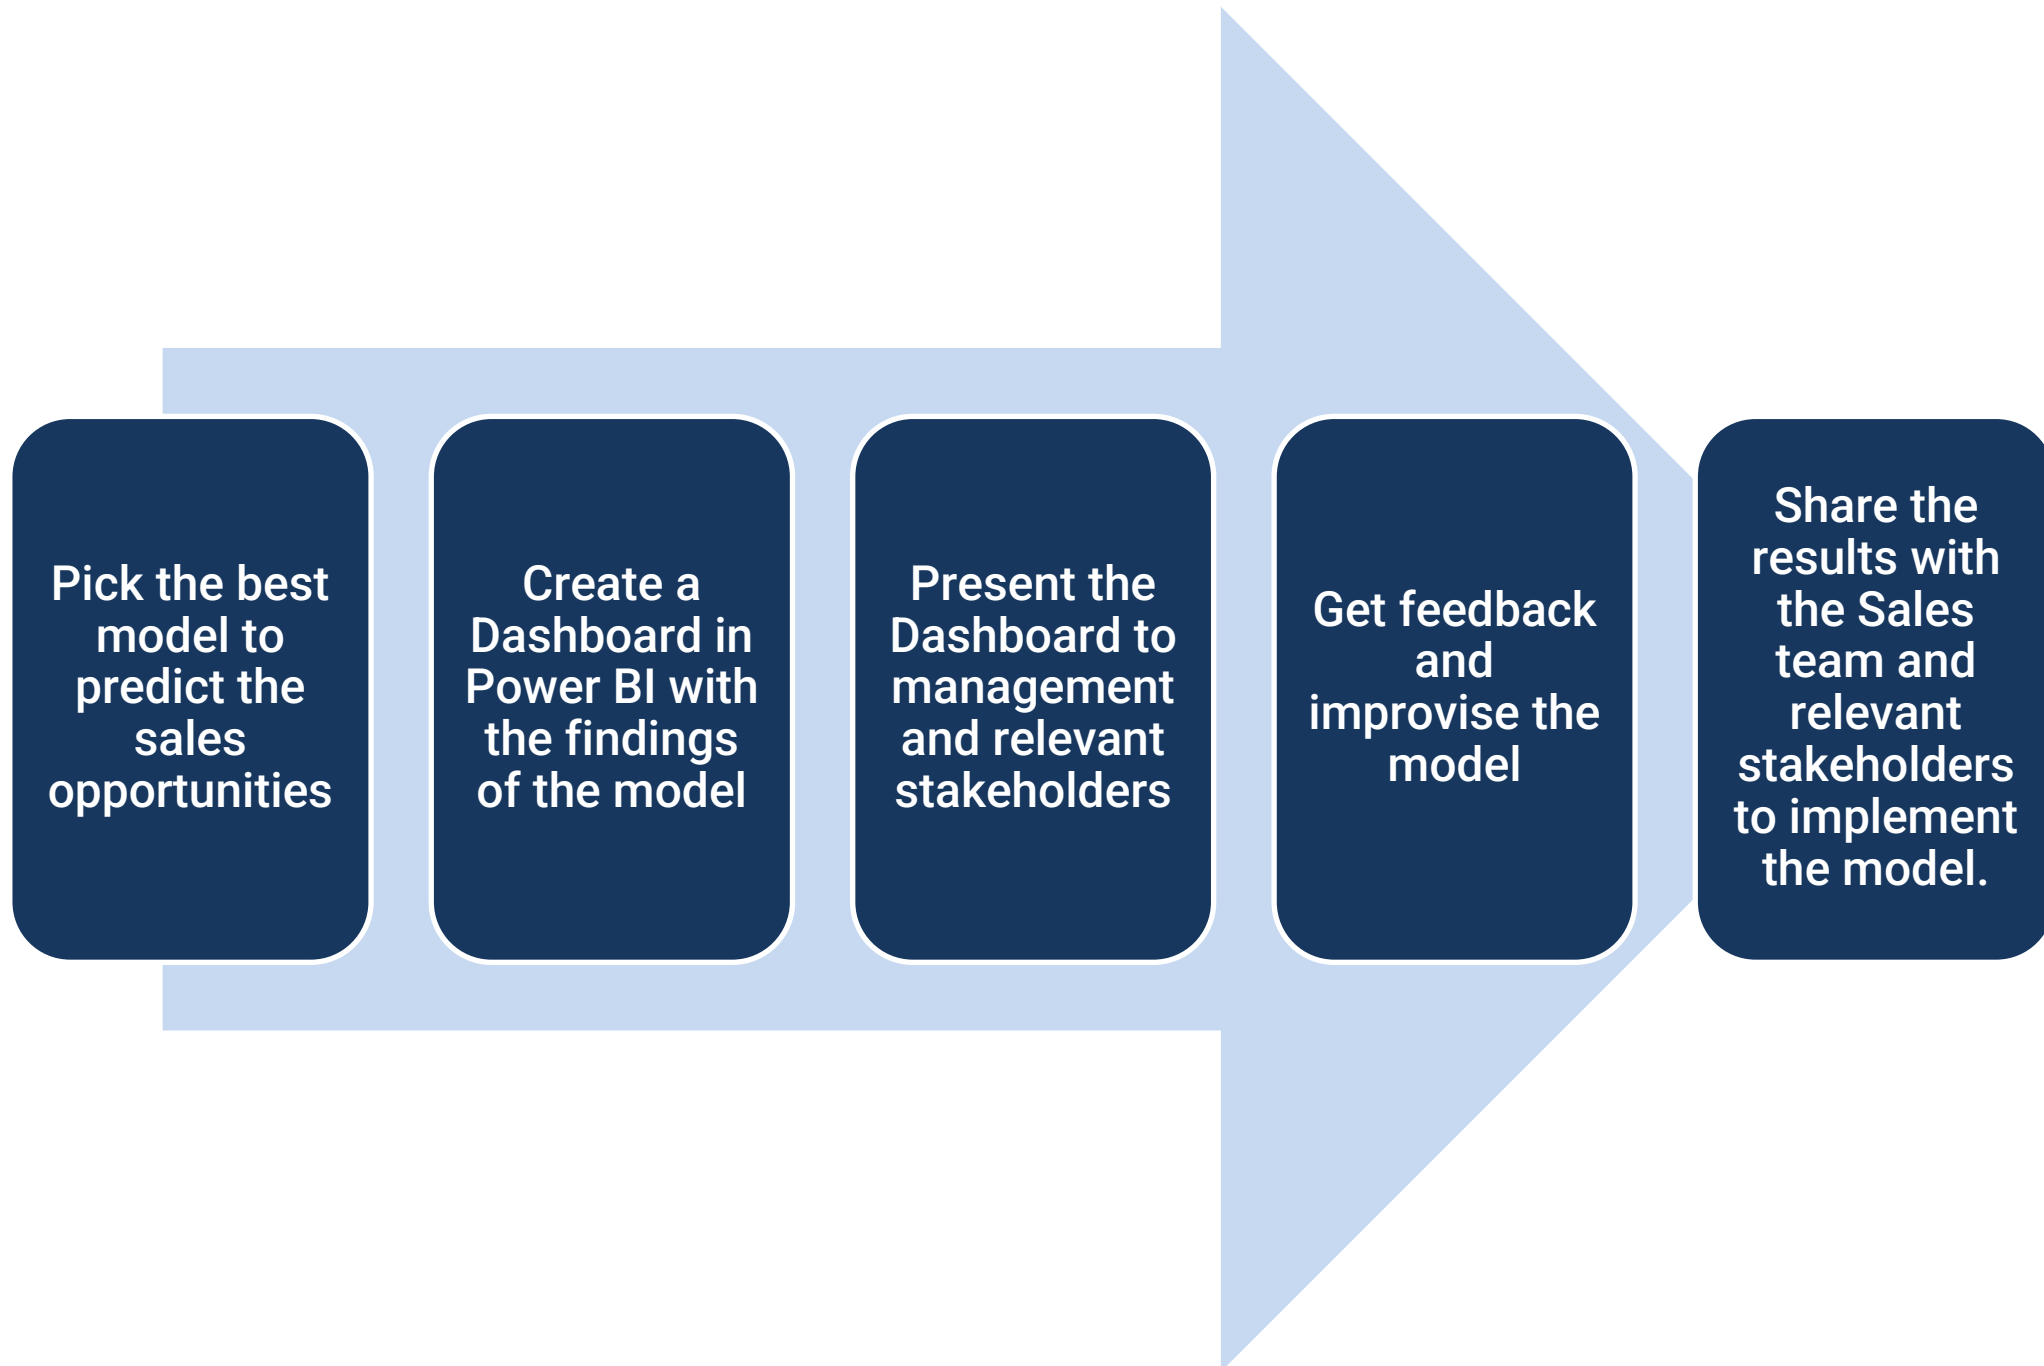 Pick the best
model to
predict the
sales
opportunities
Create a
Dashboard in
Power BI with
the findings
of the model
Present the
Dashboard to
management
and relevant
stakeholders
Get feedback
and
improvise the
model
Share the
results with
the Sales
team and
relevant
stakeholders
to implement
the model.